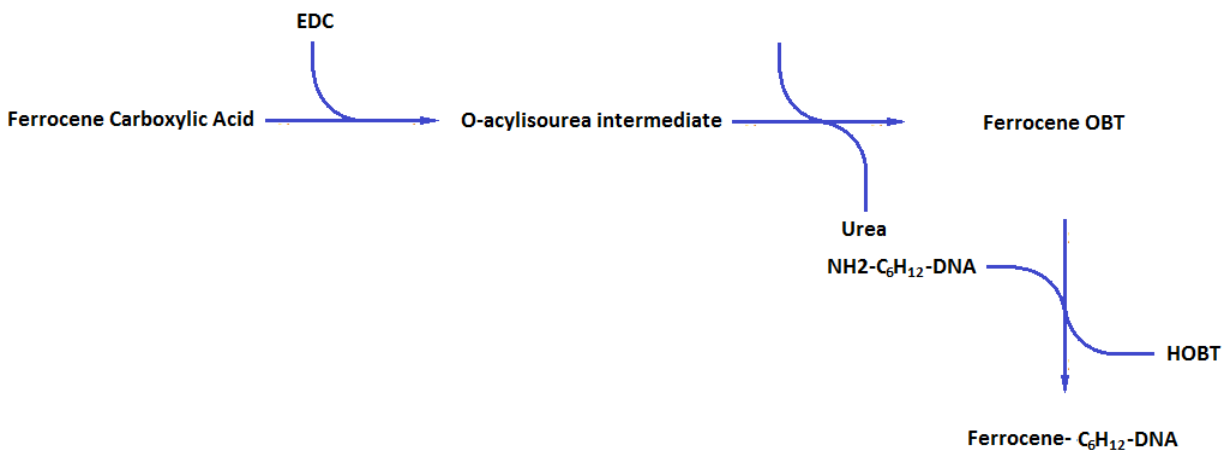 EDC
Ferrocene Carboxylic Acid
O-acylisourea intermediate
Ferrocene OBT
Urea
NH2-C₆H₁₂-DNA
HOBT
Ferrocene- C₆H₁₂-DNA